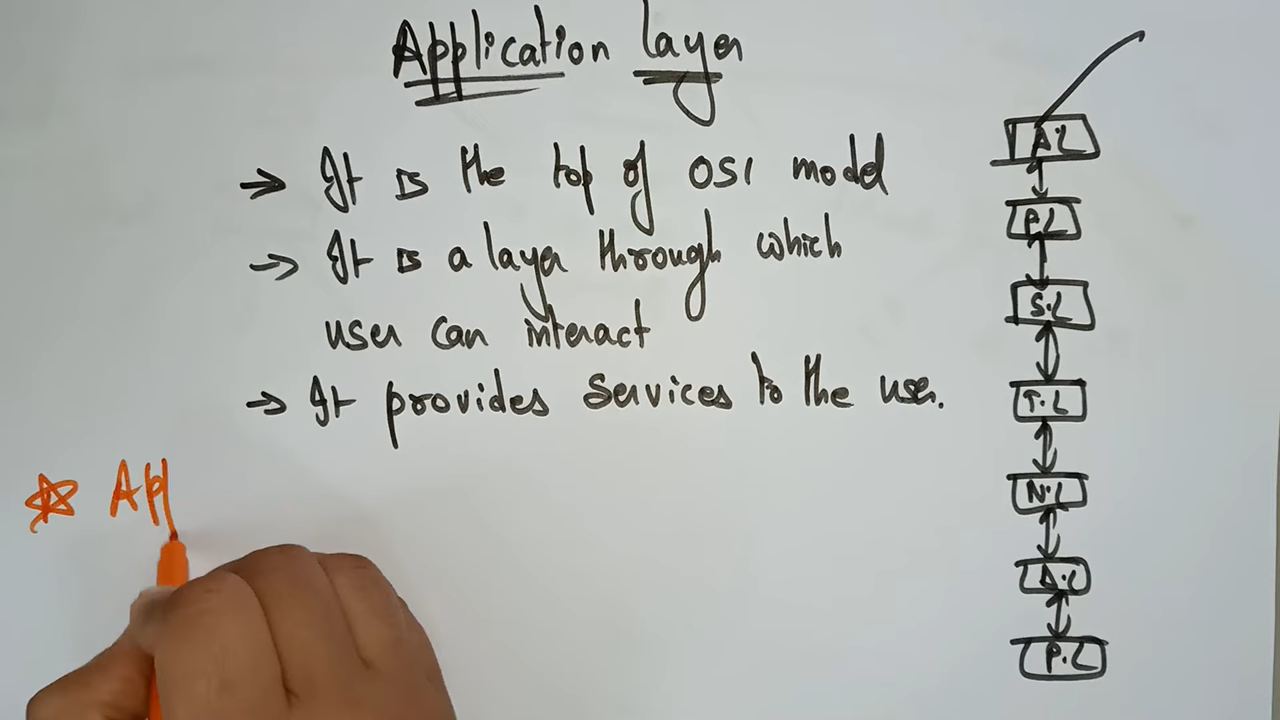 Application layer
→ It is the top of OSI model
→ It is a layer through which
user can interact
→ It provides services to the user.
App
A.L
P.L
S.L
T.L
N.L
D.L
P.L